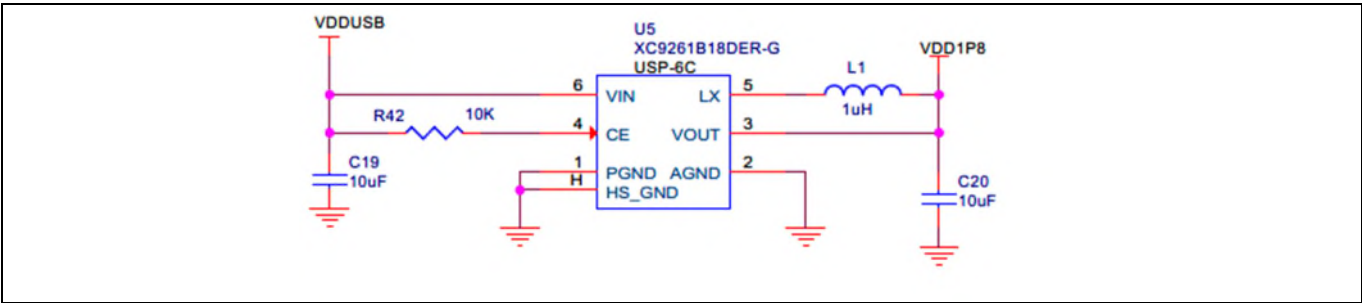 VDDUSB
U5
XC9261B18DER-G
USP-6C
VDD1P8
L1
6 VIN LX 5
1uH
R42 10K
4 CE VOUT 3
C19
10uF
1 PGND AGND 2
H HS_GND
C20
10uF